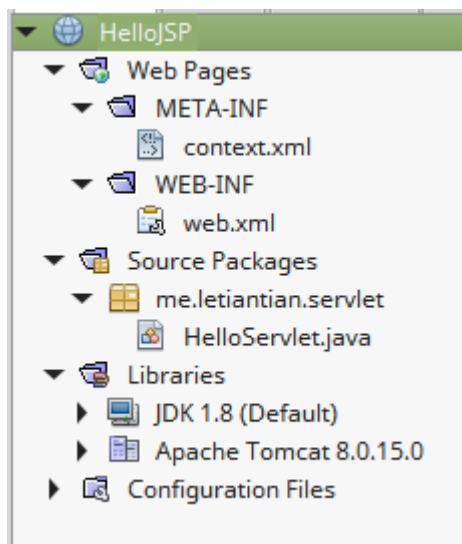 HelloJSP
Web Pages
META-INF
context.xml
WEB-INF
web.xml
Source Packages
me.letiantian.servlet
HelloServlet.java
Libraries
JDK 1.8 (Default)
Apache Tomcat 8.0.15.0
Configuration Files